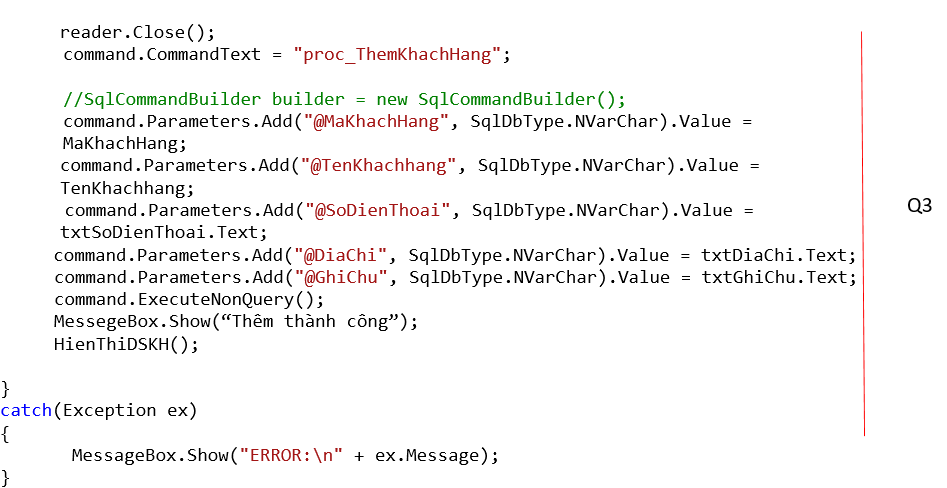 reader.Close();
command.CommandText = "proc_ThemKhachHang";
//SqlCommandBuilder builder = new SqlCommandBuilder();
command.Parameters.Add("@MaKhachHang", SqlDbType.NVarChar).Value =
MaKhachHang;
command.Parameters.Add("@TenKhachhang", SqlDbType.NVarChar).Value =
TenKhachhang;
command.Parameters.Add("@SoDienThoai", SqlDbType.NVarChar).Value =
txtSoDienThoai.Text;
command.Parameters.Add("@DiaChi", SqlDbType.NVarChar).Value = txtDiaChi.Text;
command.Parameters.Add("@GhiChu", SqlDbType.NVarChar).Value = txtGhiChu.Text;
command.ExecuteNonQuery();
MessegeBox.Show(“Thêm thành công”);
HienThiDSKH();
}
catch(Exception ex)
{
MessageBox.Show("ERROR:\n" + ex.Message);
}
Q3